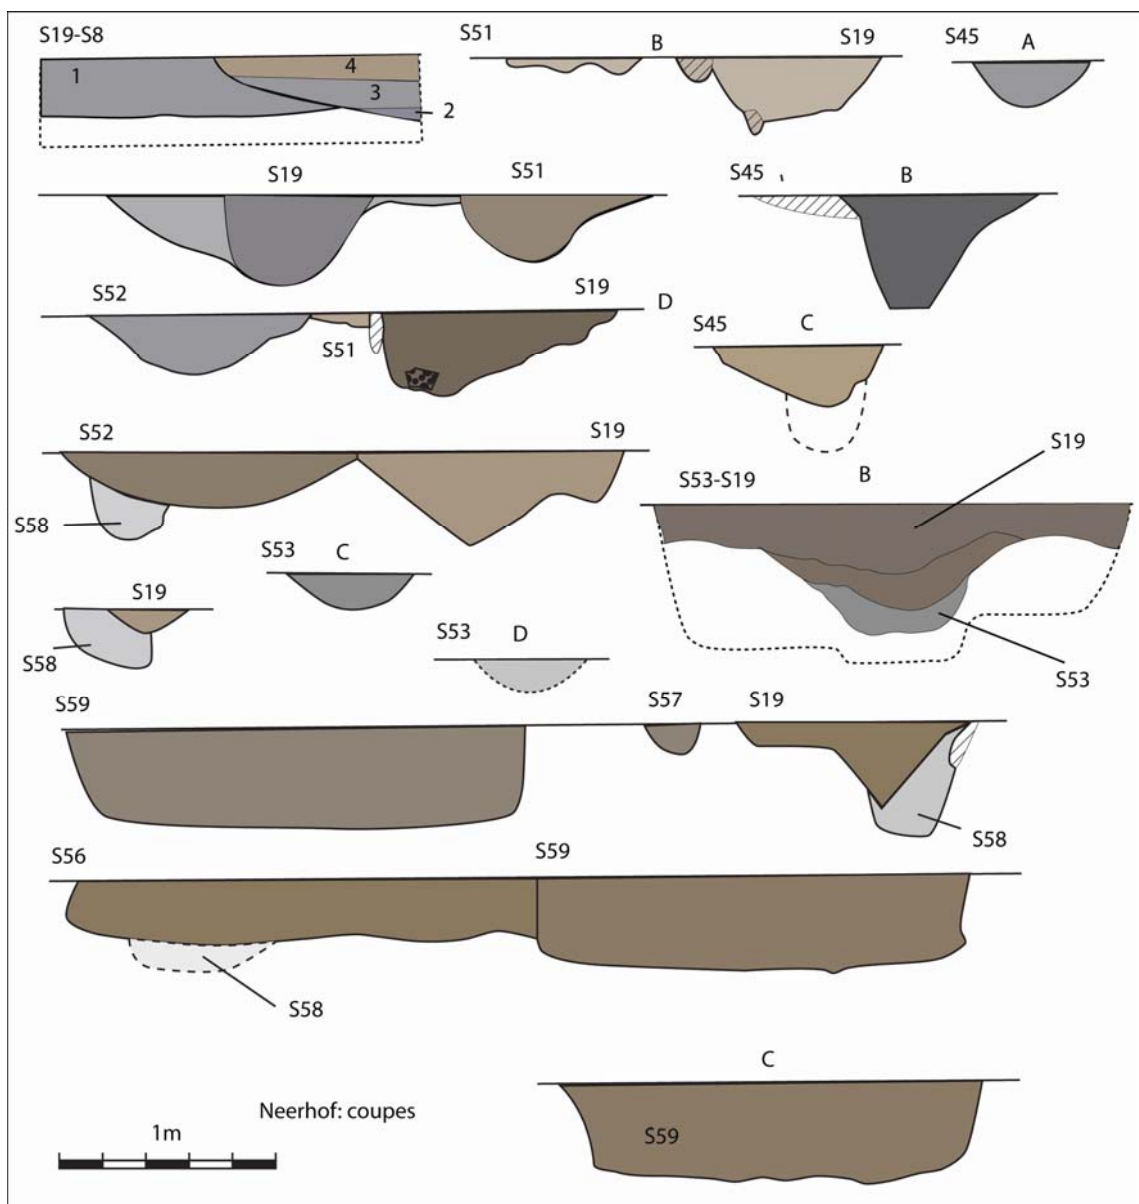 S19-S8
1
4
3
2
S51 B S19
S45 A
S19 S51
S45 B
S52 S19 D
S51
S45 C
S52 S19
S58
S53-S19 B
S19
S53
S53 C
S19
S58
S53 D
S59 S57 S19
S58
S56 S59
S58
C
S59
Neerhof: coupes
1m